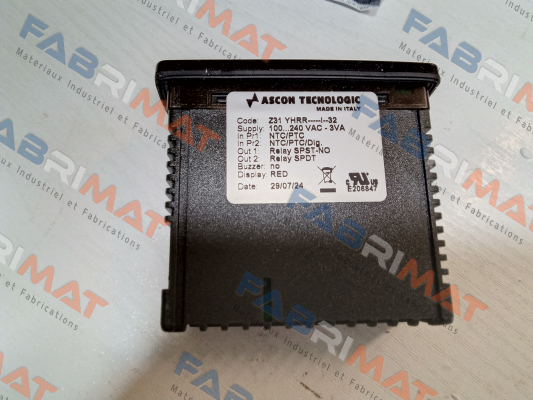 ASCON TECNOLOGIC
MADE IN ITALY
Code: Z31 YHRR-----I--32
Supply: 100...240 VAC - 3VA
In Pr1: NTC/PTC
In Pr2: NTC/PTC/Dig.
Out 1: Relay SPST-NO
Out 2: Relay SPDT
Buzzer: no
Display: RED
Date: 29/07/24
c RU us
E206847
FABRIMAT
Materiaux Industriel et Fabrications